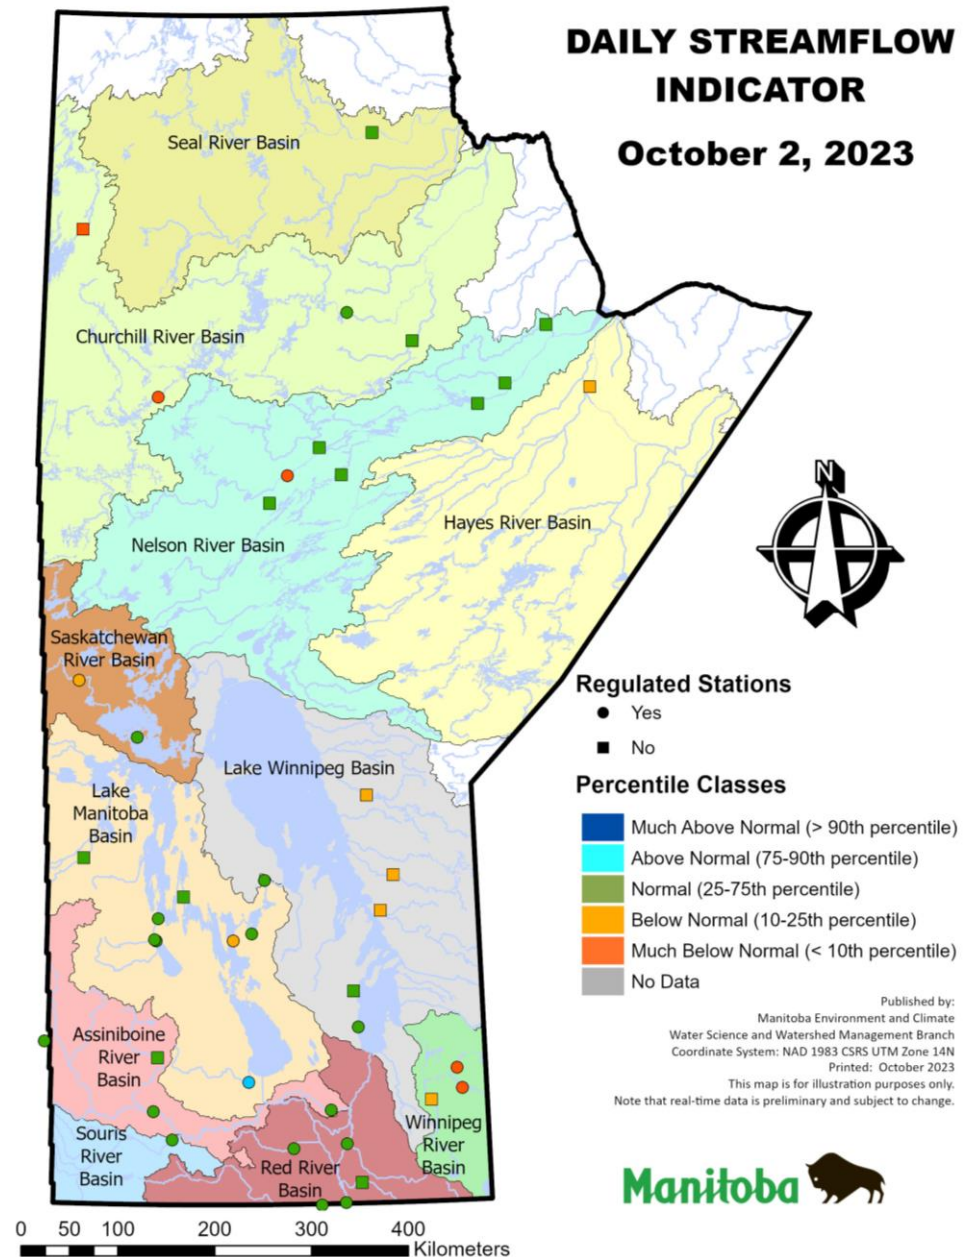 DAILY STREAMFLOW
INDICATOR
October 2, 2023
Seal River Basin
Churchill River Basin
Hayes River Basin
Nelson River Basin
Saskatchewan
River Basin
Lake Winnipeg Basin
Lake
Manitoba
Basin
Assiniboine
River
Basin
Souris
River
Basin
Red River
Basin
Winnipeg
River
Basin
N
Regulated Stations
Yes
No
Percentile Classes
Much Above Normal (> 90th percentile)
Above Normal (75-90th percentile)
Normal (25-75th percentile)
Below Normal (10-25th percentile)
Much Below Normal (< 10th percentile)
No Data
Published by:
Manitoba Environment and Climate
Water Science and Watershed Management Branch
Coordinate System: NAD 1983 CSRS UTM Zone 14N
Printed: October 2023
This map is for illustration purposes only.
Note that real-time data is preliminary and subject to change.
Manitoba
0 50 100 200 300 400
Kilometers